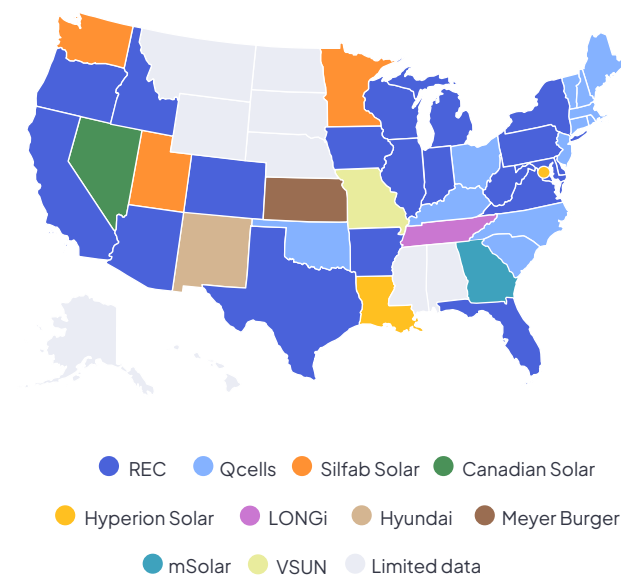 REC Qcells Silfab Solar Canadian Solar
Hyperion Solar LONGi Hyundai Meyer Burger
mSolar VSUN Limited data